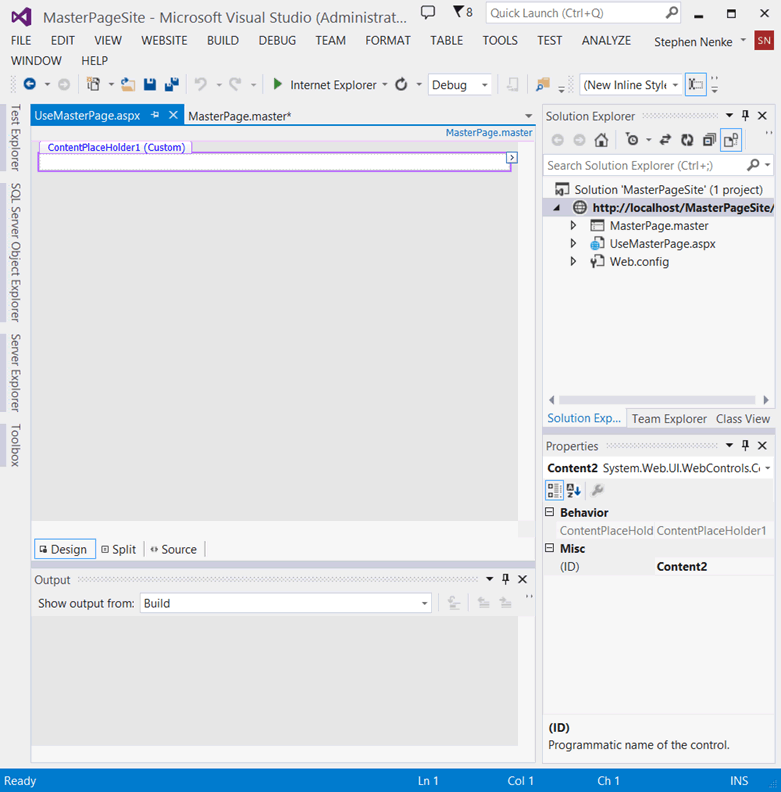 MasterPageSite - Microsoft Visual Studio (Administrat...
8
Quick Launch (Ctrl+Q)
FILE EDIT VIEW WEBSITE BUILD DEBUG TEAM FORMAT TABLE TOOLS TEST ANALYZE
Stephen Nenke
SN
WINDOW HELP
Internet Explorer
Debug
(New Inline Style
Test Explorer
SQL Server Object Explorer
Server Explorer
Toolbox
UseMasterPage.aspx
MasterPage.master*
MasterPage.master
ContentPlaceHolder1 (Custom)
Design
Split
Source
Output
Show output from:
Build
Solution Explorer
Search Solution Explorer (Ctrl+;)
Solution 'MasterPageSite' (1 project)
http://localhost/MasterPageSite/
MasterPage.master
UseMasterPage.aspx
Web.config
Solution Exp...
Team Explorer
Class View
Properties
Content2 System.Web.UI.WebControls.Co
Behavior
ContentPlaceHold ContentPlaceHolder1
Misc
(ID) Content2
(ID)
Programmatic name of the control.
Ready
Ln 1
Col 1
Ch 1
INS